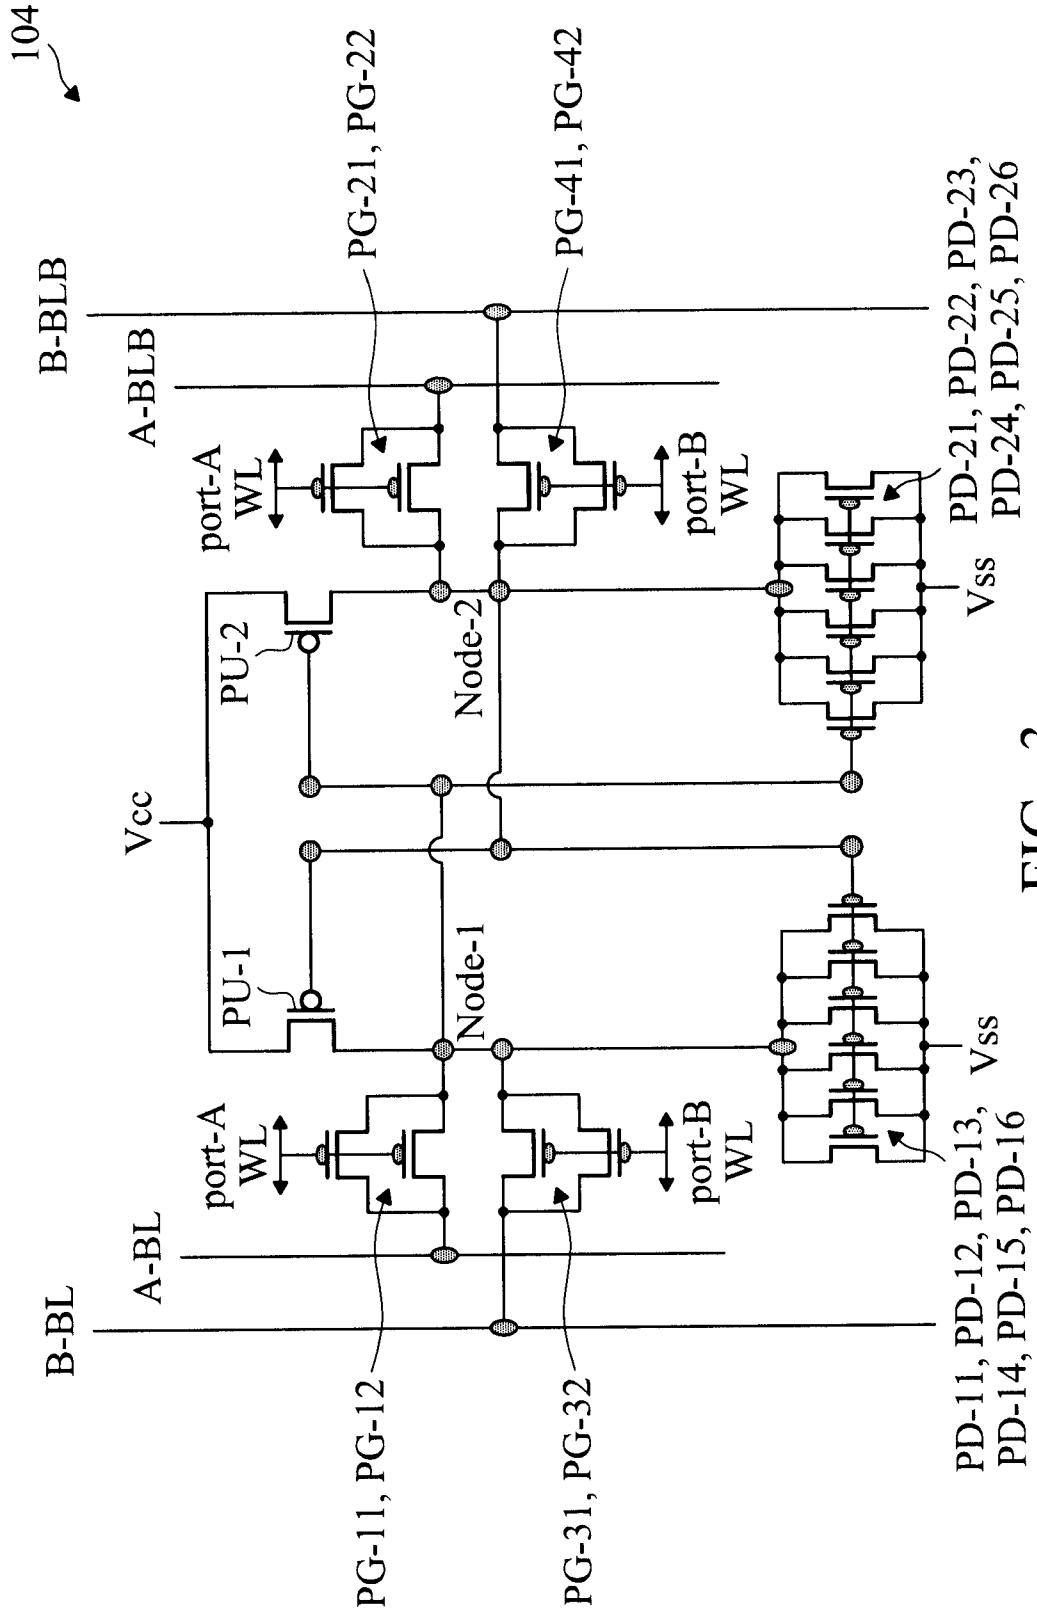 104
B-BL
B-BLB
A-BL
A-BLB
Vcc
port-A
WL
port-A
WL
PU-1
PU-2
PG-11, PG-12
PG-21, PG-22
Node-1
Node-2
PG-31, PG-32
PG-41, PG-42
port-B
WL
port-B
WL
PD-11, PD-12, PD-13,
PD-14, PD-15, PD-16
Vss
Vss
PD-21, PD-22, PD-23,
PD-24, PD-25, PD-26
FIG.